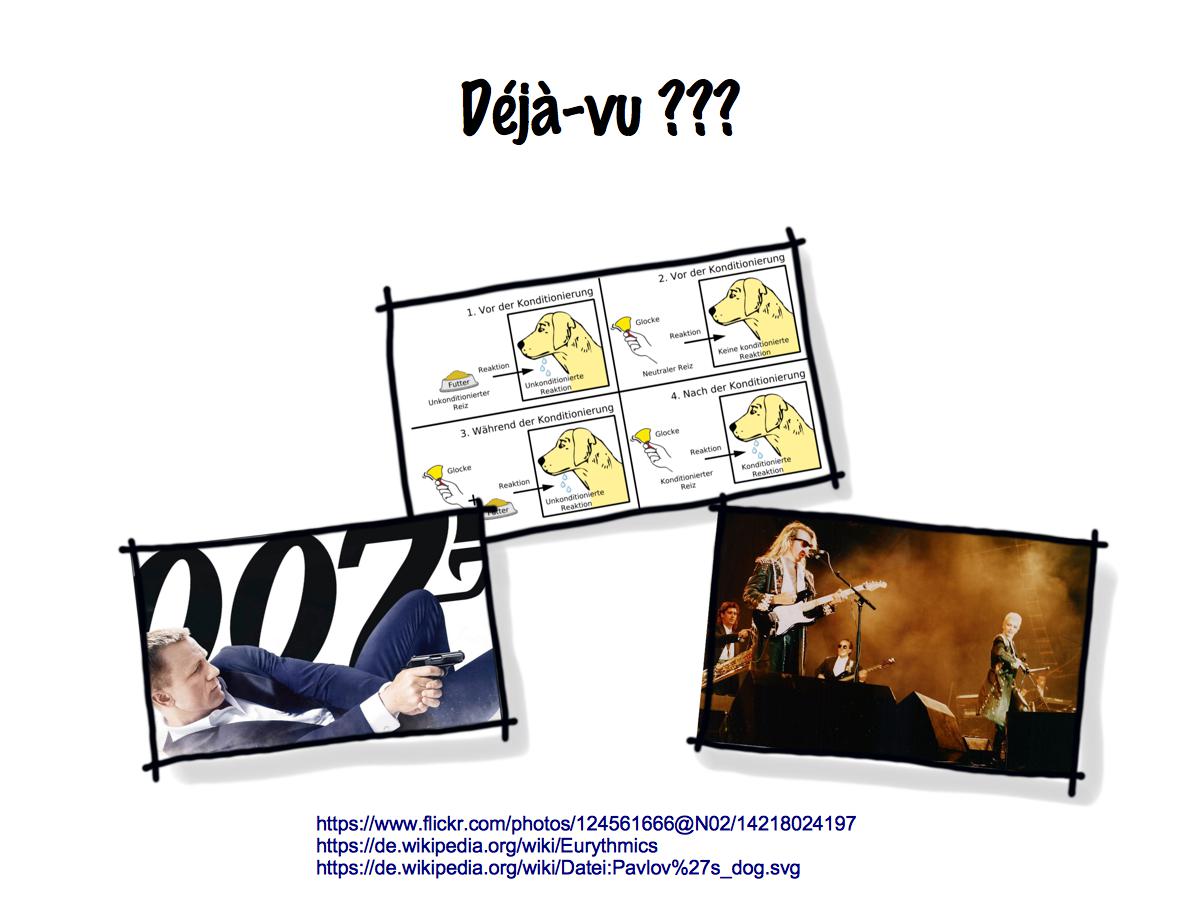 Déjà-vu ???
1. Vor der Konditionierung
Futter
Unkonditionierter
Reiz
Reaktion
Unkonditionierte
Reaktion
2. Vor der Konditionierung
Glocke
Neutraler Reiz
Reaktion
Keine konditionierte
Reaktion
3. Während der Konditionierung
Glocke
Futter
Reaktion
Unkonditionierte
Reaktion
4. Nach der Konditionierung
Glocke
Konditionierter
Reiz
Reaktion
Konditionierte
Reaktion
007
https://www.flickr.com/photos/124561666@N02/14218024197
https://de.wikipedia.org/wiki/Eurythmics
https://de.wikipedia.org/wiki/Datei:Pavlov%27s_dog.svg